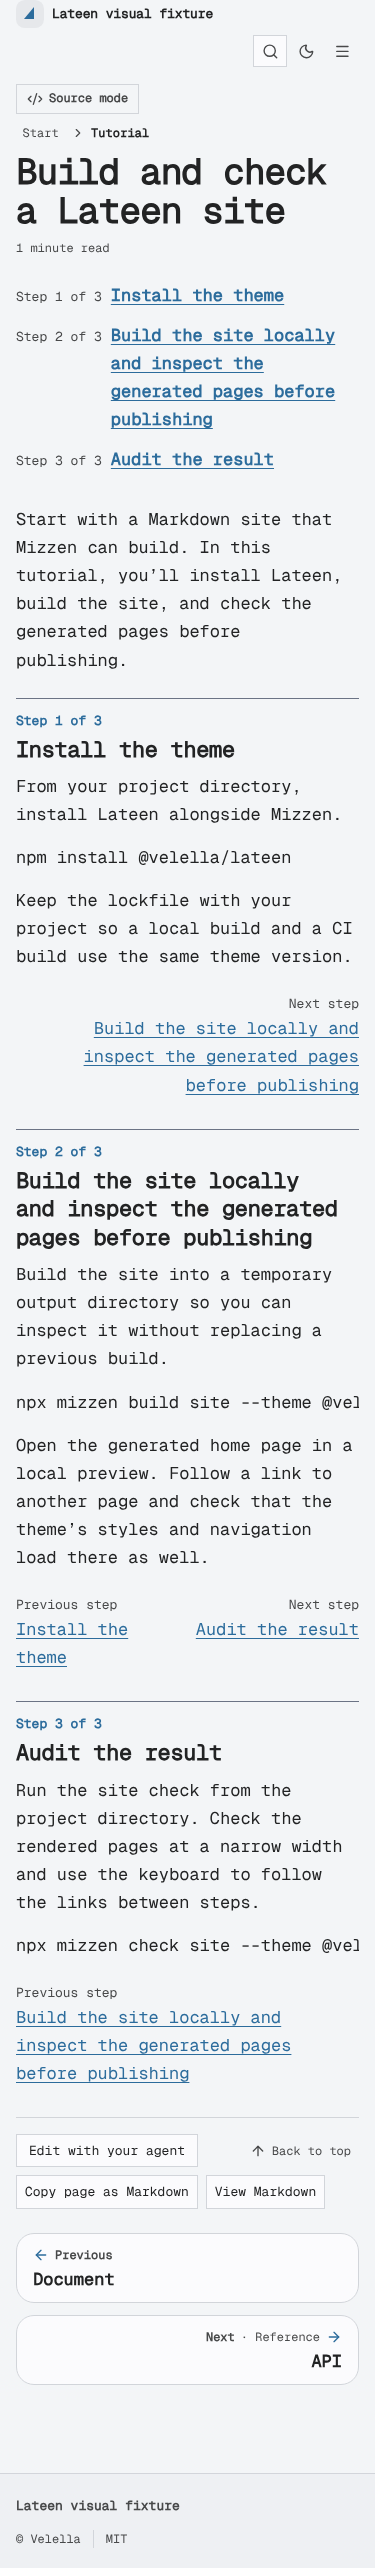 Lateen visual fixture
Source mode
Start > Tutorial
Build and check
a Lateen site
1 minute read
Step 1 of 3 Install the theme
Step 2 of 3 Build the site locally
and inspect the
generated pages before
publishing
Step 3 of 3 Audit the result
Start with a Markdown site that
Mizzen can build. In this
tutorial, you’ll install Lateen,
build the site, and check the
generated pages before
publishing.
Step 1 of 3
Install the theme
From your project directory,
install Lateen alongside Mizzen.
npm install @velella/lateen
Keep the lockfile with your
project so a local build and a CI
build use the same theme version.
Next step
Build the site locally and
inspect the generated pages
before publishing
Step 2 of 3
Build the site locally
and inspect the generated
pages before publishing
Build the site into a temporary
output directory so you can
inspect it without replacing a
previous build.
npx mizzen build site --theme @vel
Open the generated home page in a
local preview. Follow a link to
another page and check that the
theme’s styles and navigation
load there as well.
Previous step
Install the
theme
Next step
Audit the result
Step 3 of 3
Audit the result
Run the site check from the
project directory. Check the
rendered pages at a narrow width
and use the keyboard to follow
the links between steps.
npx mizzen check site --theme @vel
Previous step
Build the site locally and
inspect the generated pages
before publishing
Edit with your agent
Back to top
Copy page as Markdown
View Markdown
Previous
Document
Next · Reference
API
Lateen visual fixture
© Velella
MIT